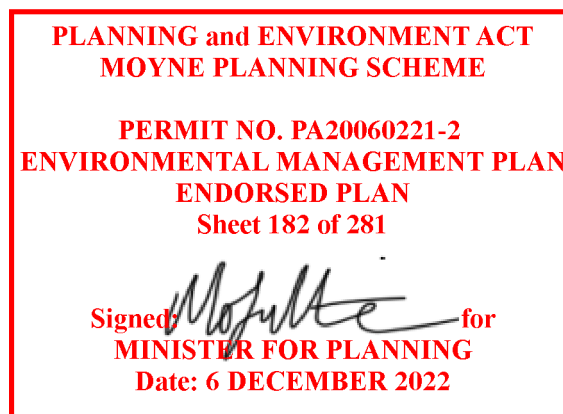 PLANNING and ENVIRONMENT ACT
MOYNE PLANNING SCHEME
PERMIT NO. PA20060221-2
ENVIRONMENTAL MANAGEMENT PLAN
ENDORSED PLAN
Sheet 182 of 281
Signed: for
MINISTER FOR PLANNING
Date: 6 DECEMBER 2022